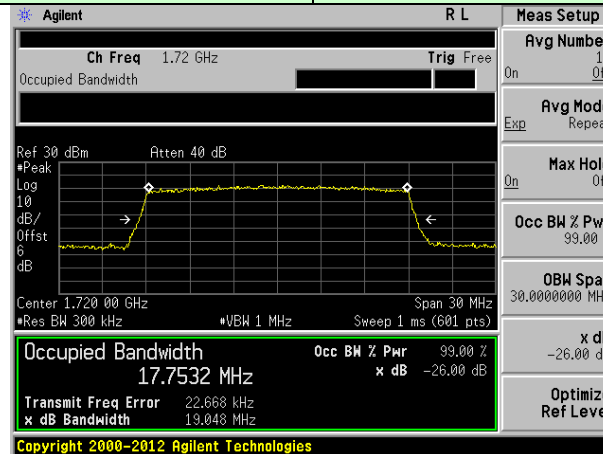 Agilent R L
Ch Freq 1.72 GHz Trig Free
Occupied Bandwidth
Ref 30 dBm Atten 40 dB
#Peak
Log
10
dB/
Offst
6
dB
Center 1.720 00 GHz Span 30 MHz
#Res BW 300 kHz #VBW 1 MHz Sweep 1 ms (601 pts)
Occupied Bandwidth Occ BW % Pwr 99.00 %
17.7532 MHz x dB -26.00 dB
Transmit Freq Error 22.668 kHz
x dB Bandwidth 19.048 MHz
Copyright 2000-2012 Agilent Technologies
Meas Setup
Avg Numbe
1
On O
Avg Mod
Exp Repea
Max Hol
On O
Occ BW % Pw
99.00
OBW Spa
30.0000000 MH
x d
-26.00 d
Optimiz
Ref Leve